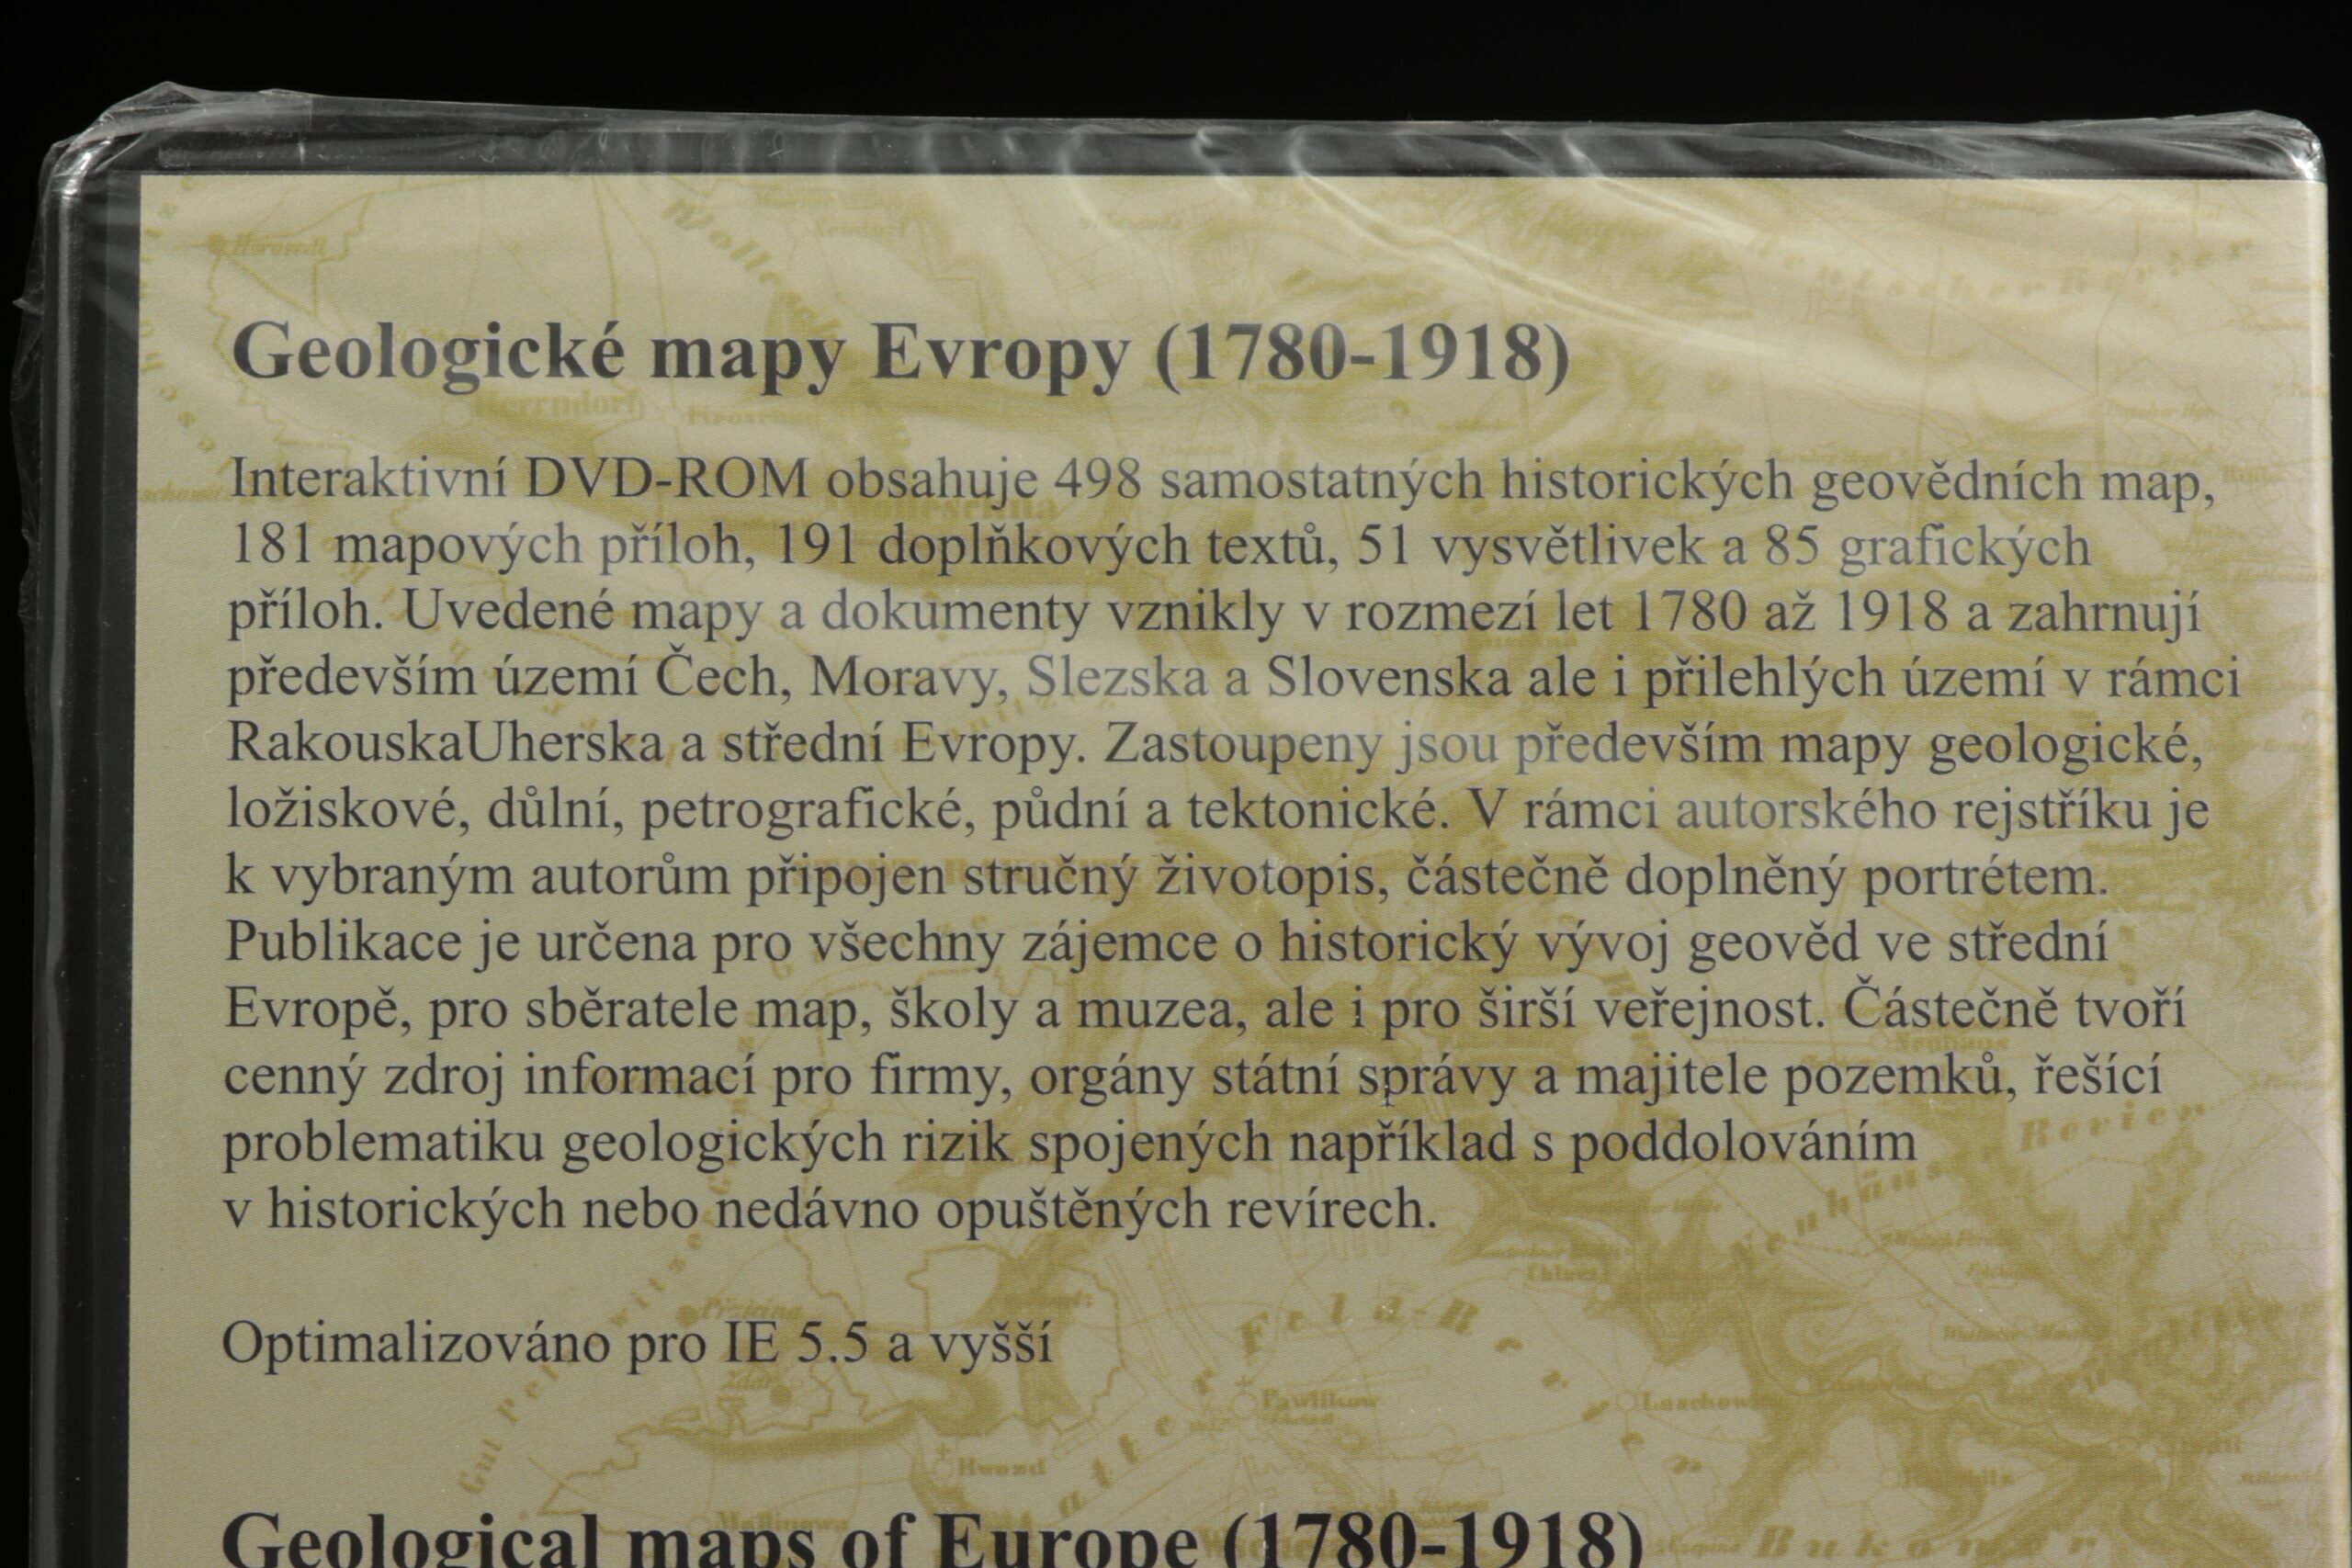 Geologické mapy Evropy (1780-1918)
Interaktivní DVD-ROM obsahuje 498 samostatných historických geovědních map,
181 mapových příloh, 191 doplňkových textů, 51 vysvětlivek a 85 grafických
příloh. Uvedené mapy a dokumenty vznikly v rozmezí let 1780 až 1918 a zahrnují
především území Čech, Moravy, Slezska a Slovenska ale i přilehlých území v rámci
RakouskaUherska a střední Evropy. Zastoupeny jsou především mapy geologické,
ložiskové, důlní, petrografické, půdní a tektonické. V rámci autorského rejstříku je
k vybraným autorům připojen stručný životopis, částečně doplněný portrétem.
Publikace je určena pro všechny zájemce o historický vývoj geověd ve střední
Evropě, pro sběratele map, školy a muzea, ale i pro širší veřejnost. Částečně tvoří
cenný zdroj informací pro firmy, orgány státní správy a majitele pozemků, řešící
problematiku geologických rizik spojených například s poddolováním
v historických nebo nedávno opuštěných revírech.
Optimalizováno pro IE 5.5 a vyšší
Geological maps of Europe (1780-1918)